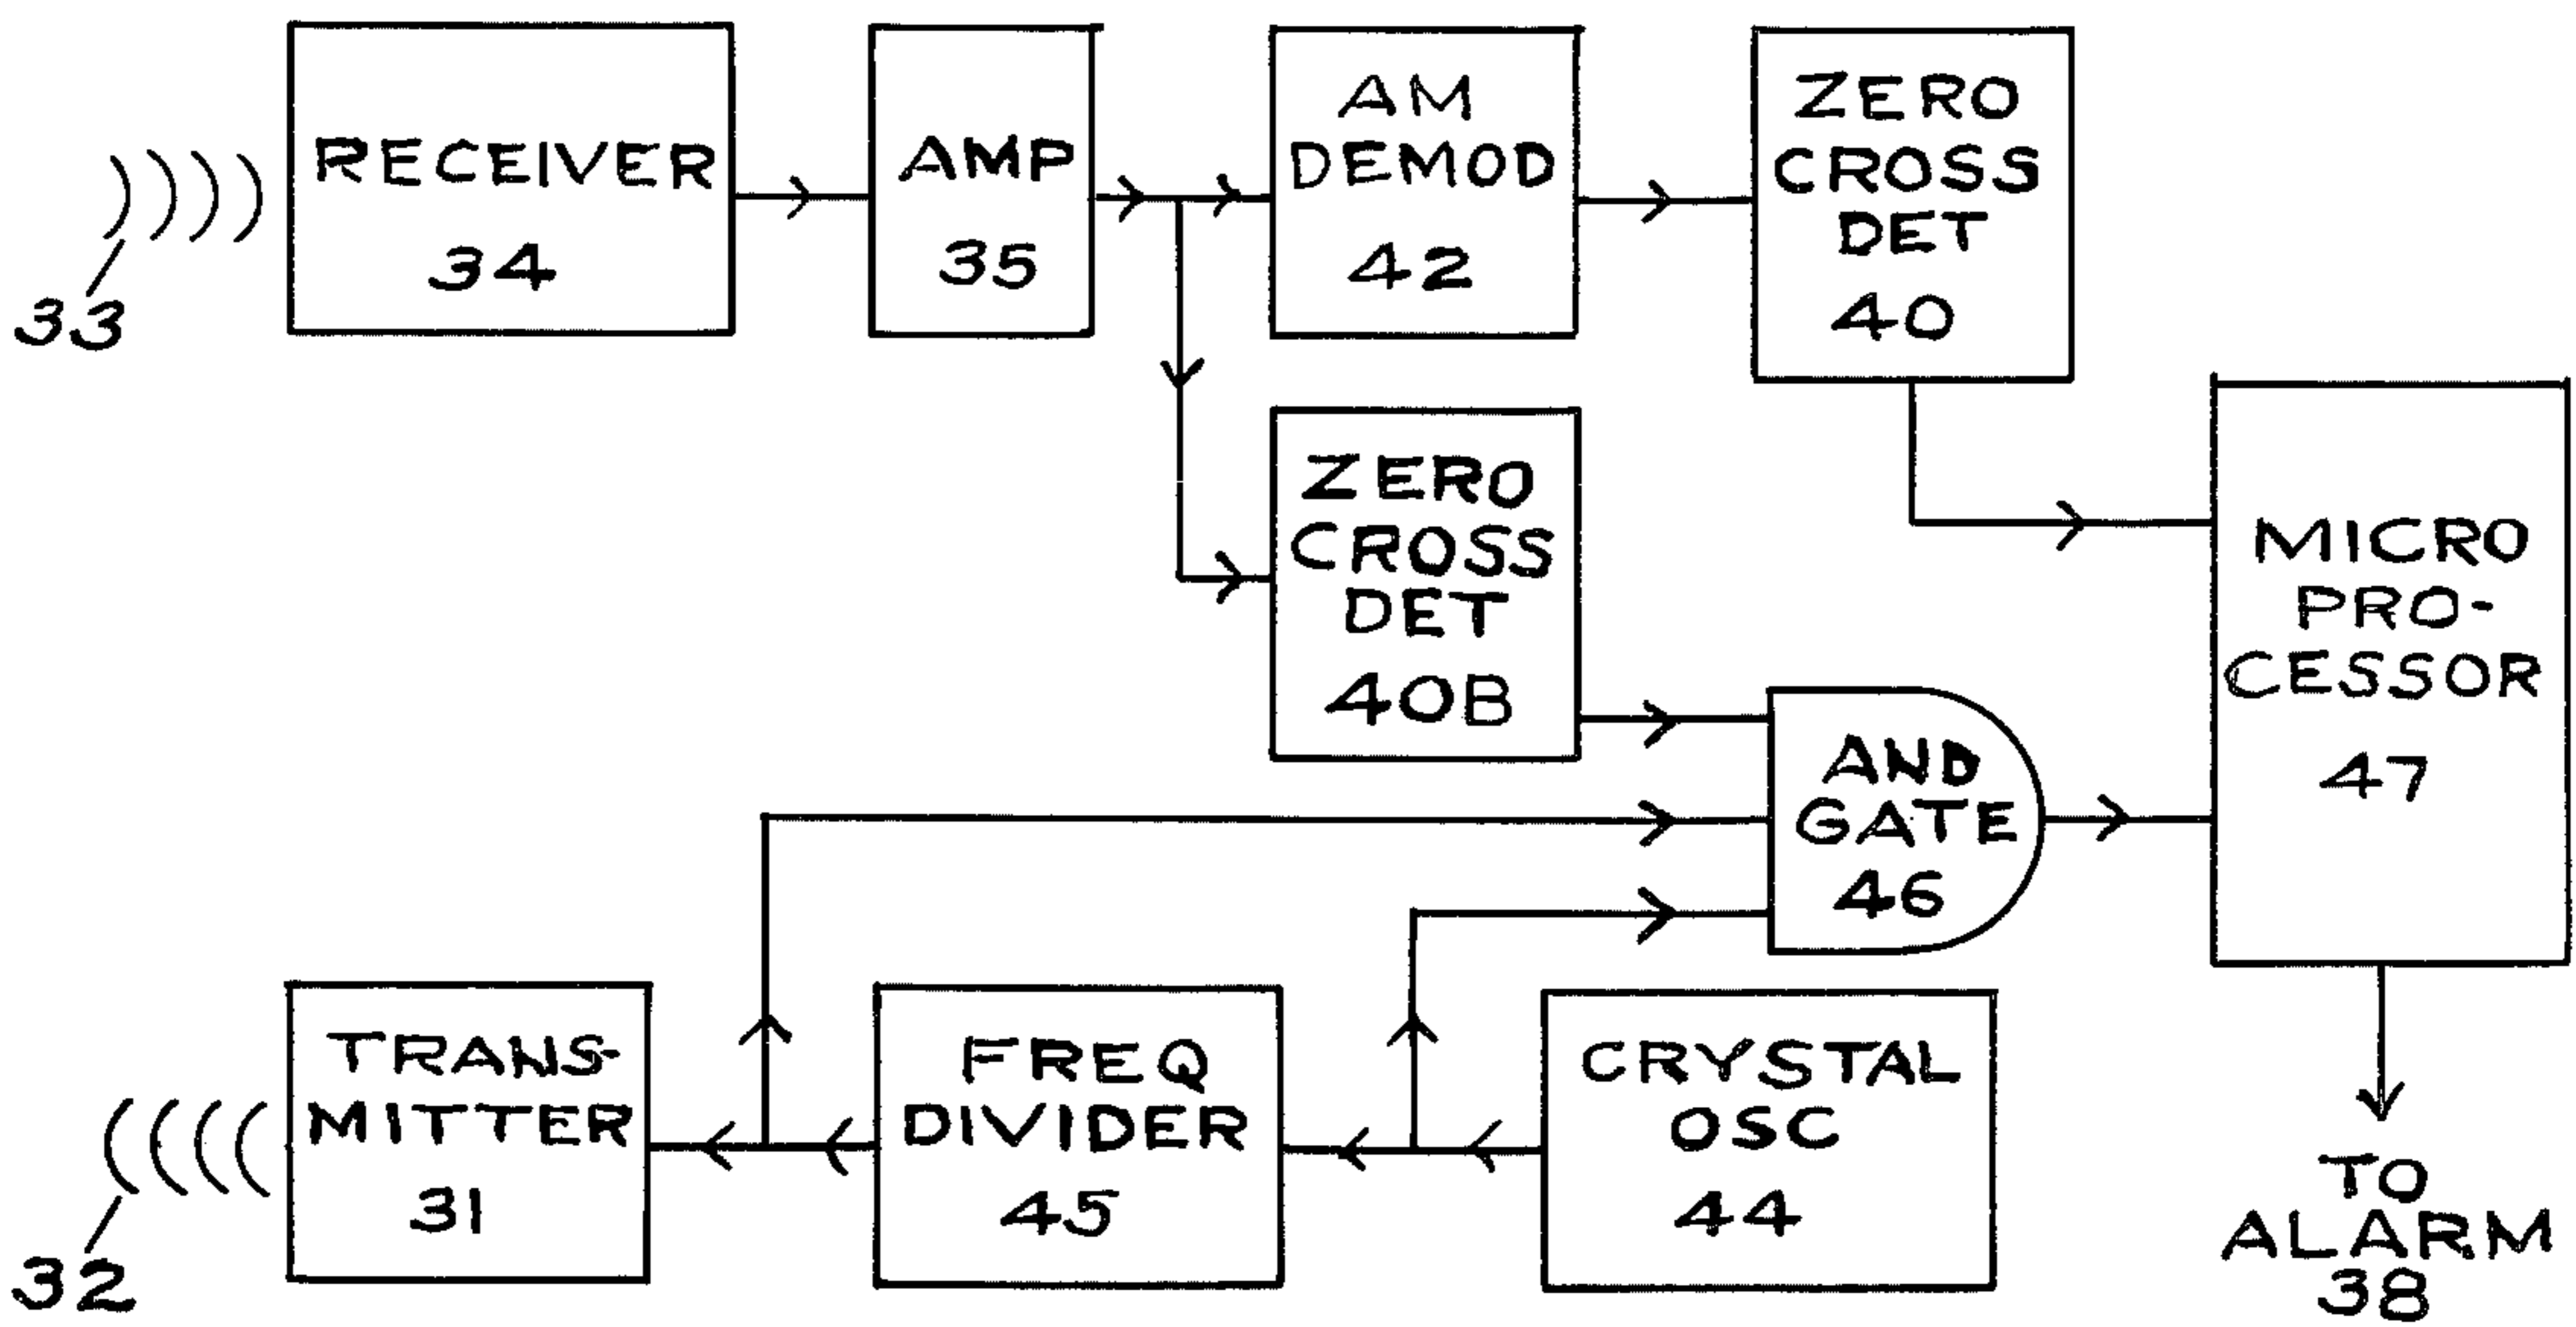 RECEIVER
34
33
AMP
35
AM
DEMOD
42
ZERO
CROSS
DET
40
ZERO
CROSS
DET
40B
MICRO
PRO-
CESSOR
47
AND
GATE
46
TRANS-
MITTER
31
32
FREQ
DIVIDER
45
CRYSTAL
OSC
44
TO
ALARM
38